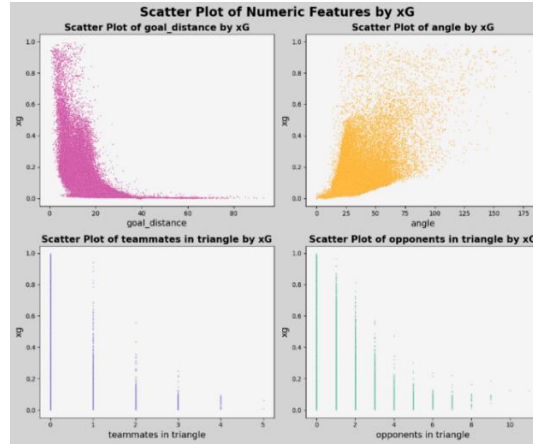 Scatter Plot of Numeric Features by xG
Scatter Plot of goal_distance by xG
Scatter Plot of angle by xG
xg
1.0
0.8
0.6
0.4
0.2
0.0
0 20 40 60 80
goal_distance
xg
1.0
0.8
0.6
0.4
0.2
0.0
0 25 50 75 100 125 150 175
angle
Scatter Plot of teammates in triangle by xG
Scatter Plot of opponents in triangle by xG
xg
1.0
0.8
0.6
0.4
0.2
0.0
0 1 2 3 4 5
teammates in triangle
xg
1.0
0.8
0.6
0.4
0.2
0.0
0 2 4 6 8 10
opponents in triangle